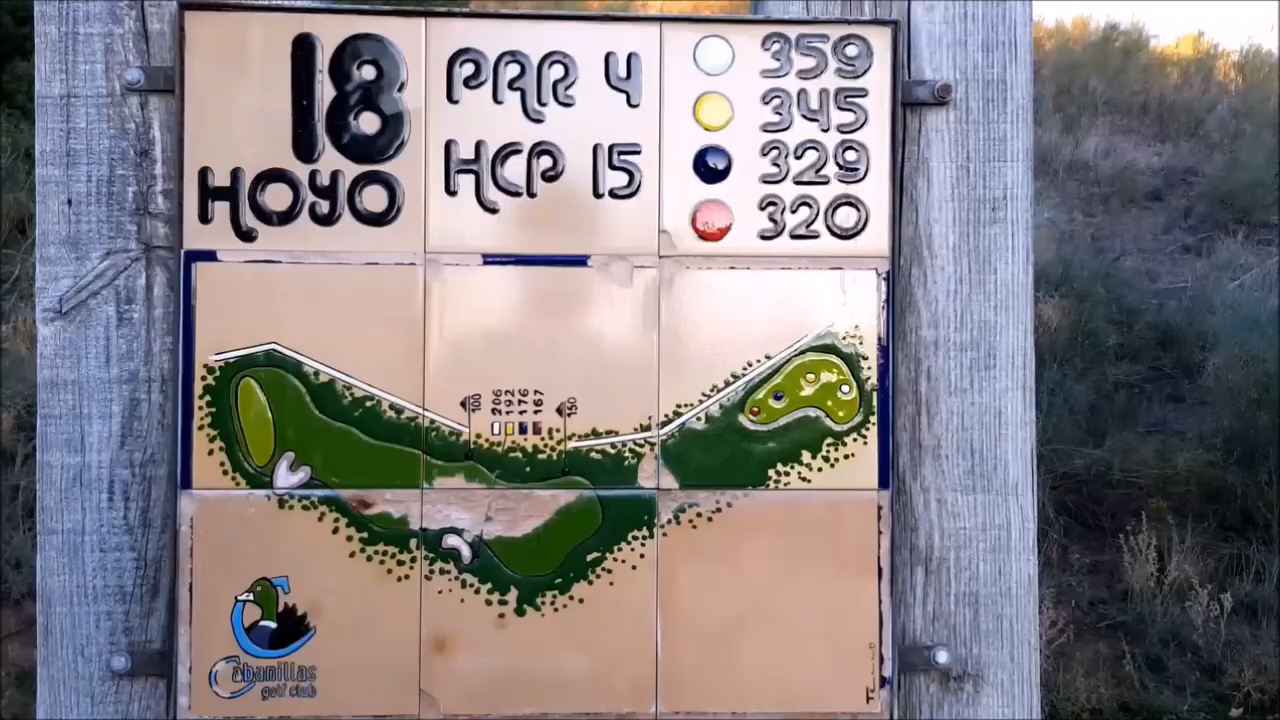 18
HOYO
PAR 4
HCP 15
359
345
329
320
100
206
192
176
167
150
Cabanillas
golf club